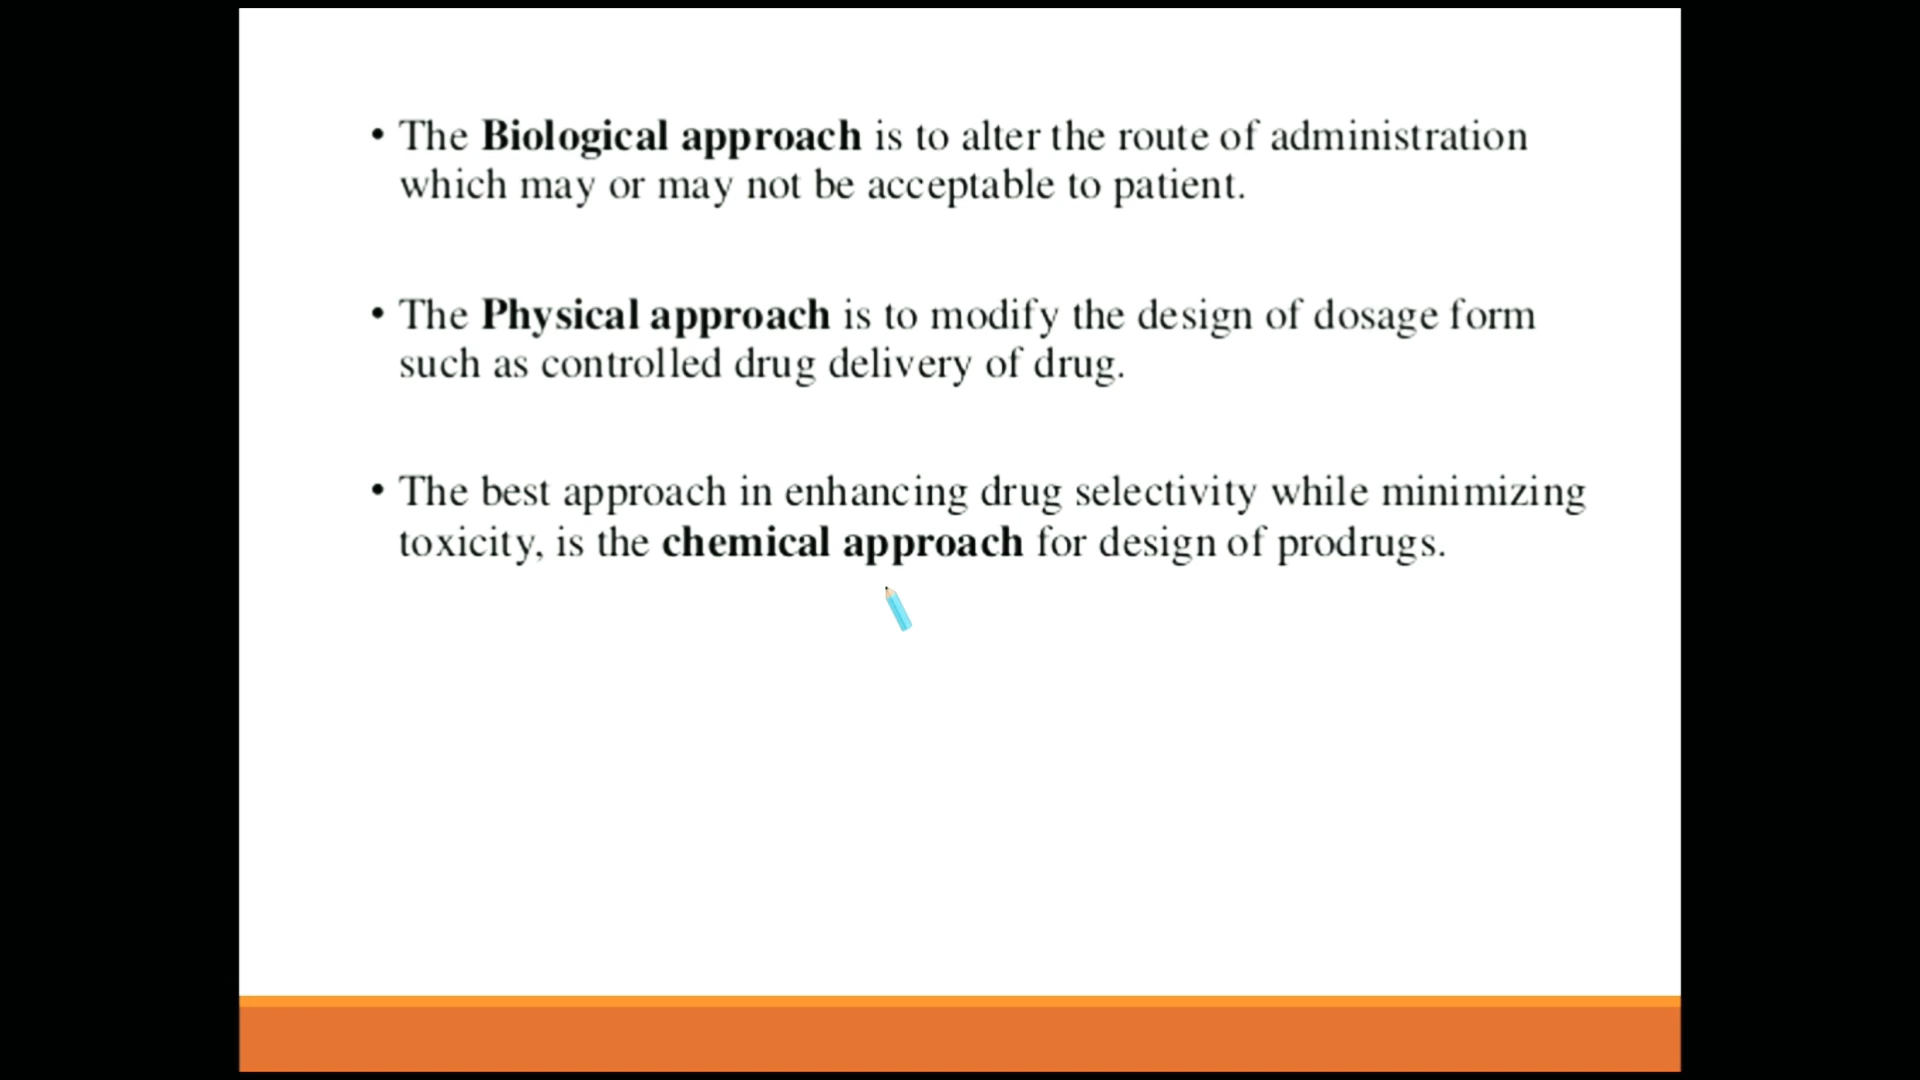 • The Biological approach is to alter the route of administration
which may or may not be acceptable to patient.
• The Physical approach is to modify the design of dosage form
such as controlled drug delivery of drug.
• The best approach in enhancing drug selectivity while minimizing
toxicity, is the chemical approach for design of prodrugs.